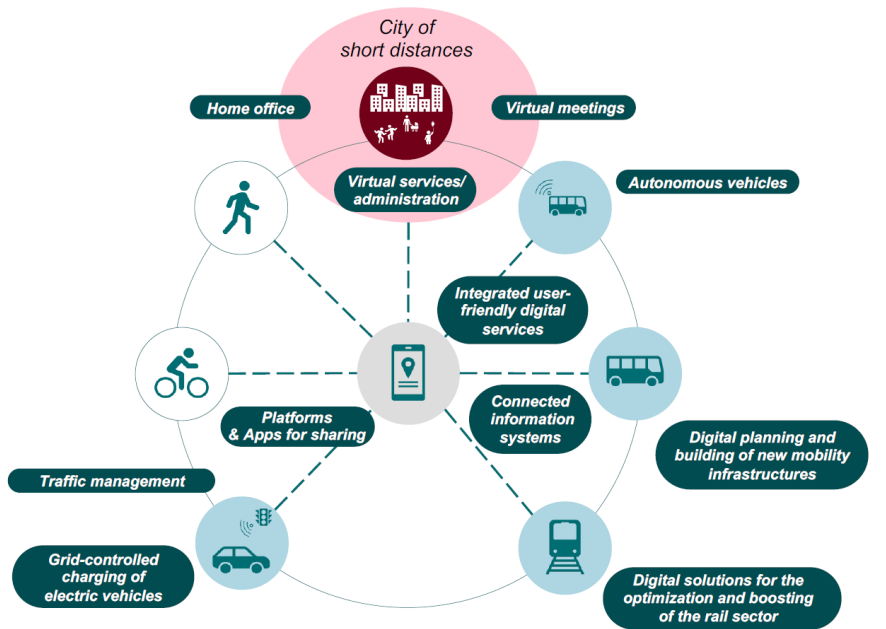 City of
short distances
Home office
Virtual meetings
Virtual services/
administration
Autonomous vehicles
Integrated user-
friendly digital
services
Platforms
& Apps for sharing
Connected
information
systems
Digital planning and
building of new mobility
infrastructures
Traffic management
Grid-controlled
charging of
electric vehicles
Digital solutions for the
optimization and boosting
of the rail sector